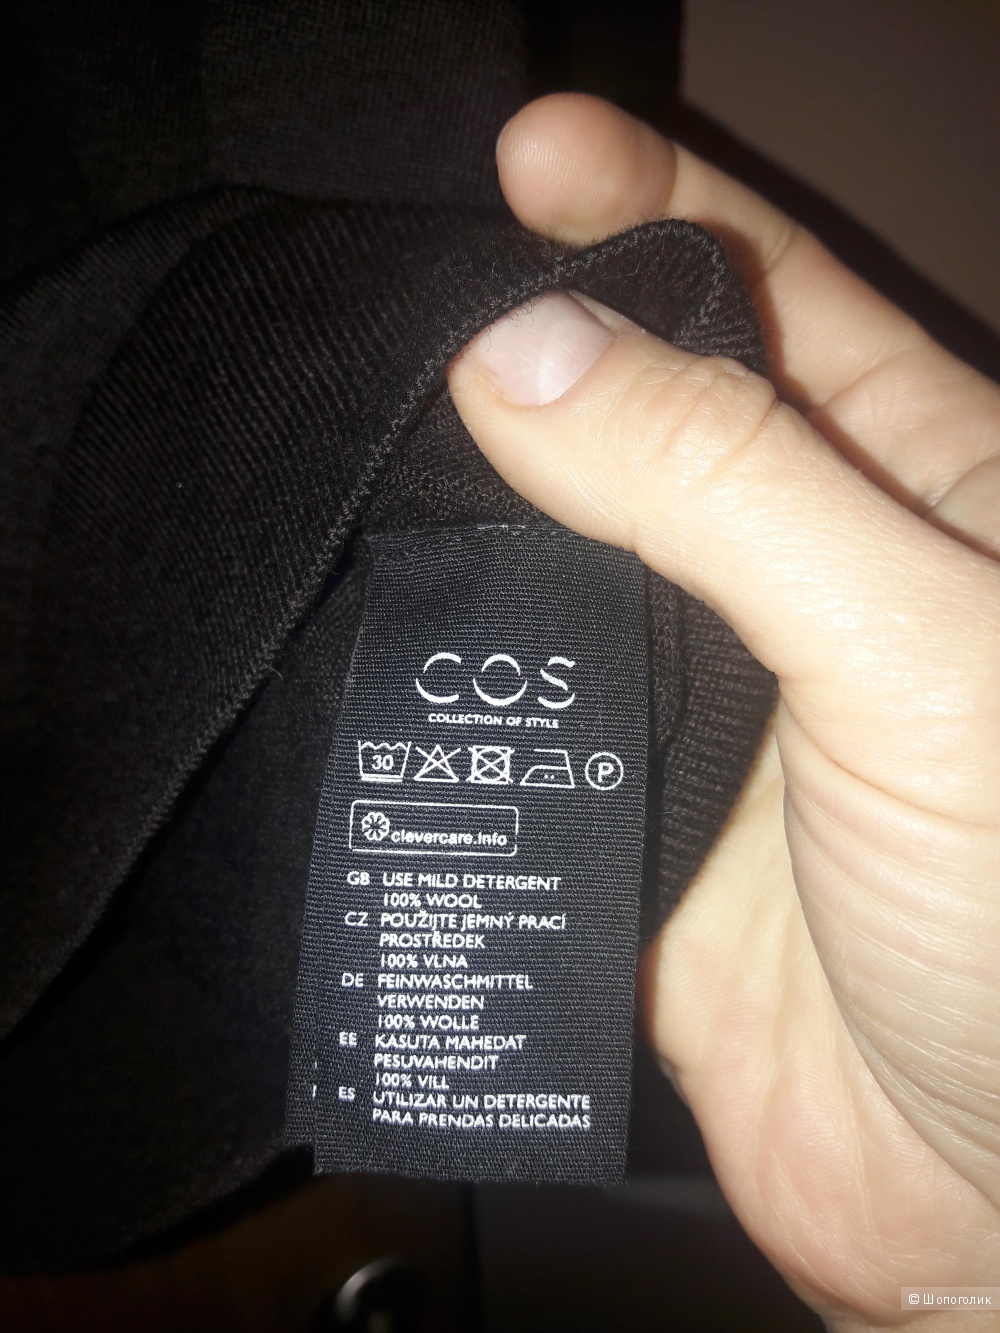 COS
COLLECTION OF STYLE
30
P
clevercare.info
GB USE MILD DETERGENT
100% WOOL
CZ POUŽIJTE JEMNÝ PRACÍ
PROSTŘEDEK
100% VLNA
DE FEINWASCHMITTEL
VERWENDEN
100% WOLLE
EE KASUTA MAHEDAT
PESUVAHENDIT
100% VILL
ES UTILIZAR UN DETERGENTE
PARA PRENDAS DELICADAS
© Шопоголик